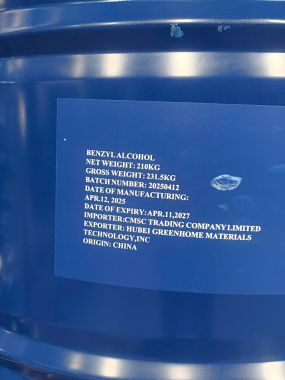 BENZYL ALCOHOL
NET WEIGHT: 210KG
GROSS WEIGHT: 231.5KG
BATCH NUMBER: 20250412
DATE OF MANUFACTURING:
APR.12, 2025
DATE OF EXPIRY: APR.11,2027
IMPORTER:CMSC TRADING COMPANY LIMITED
EXPORTER: HUBEI GREENHOME MATERIALS
TECHNOLOGY,INC
ORIGIN: CHINA